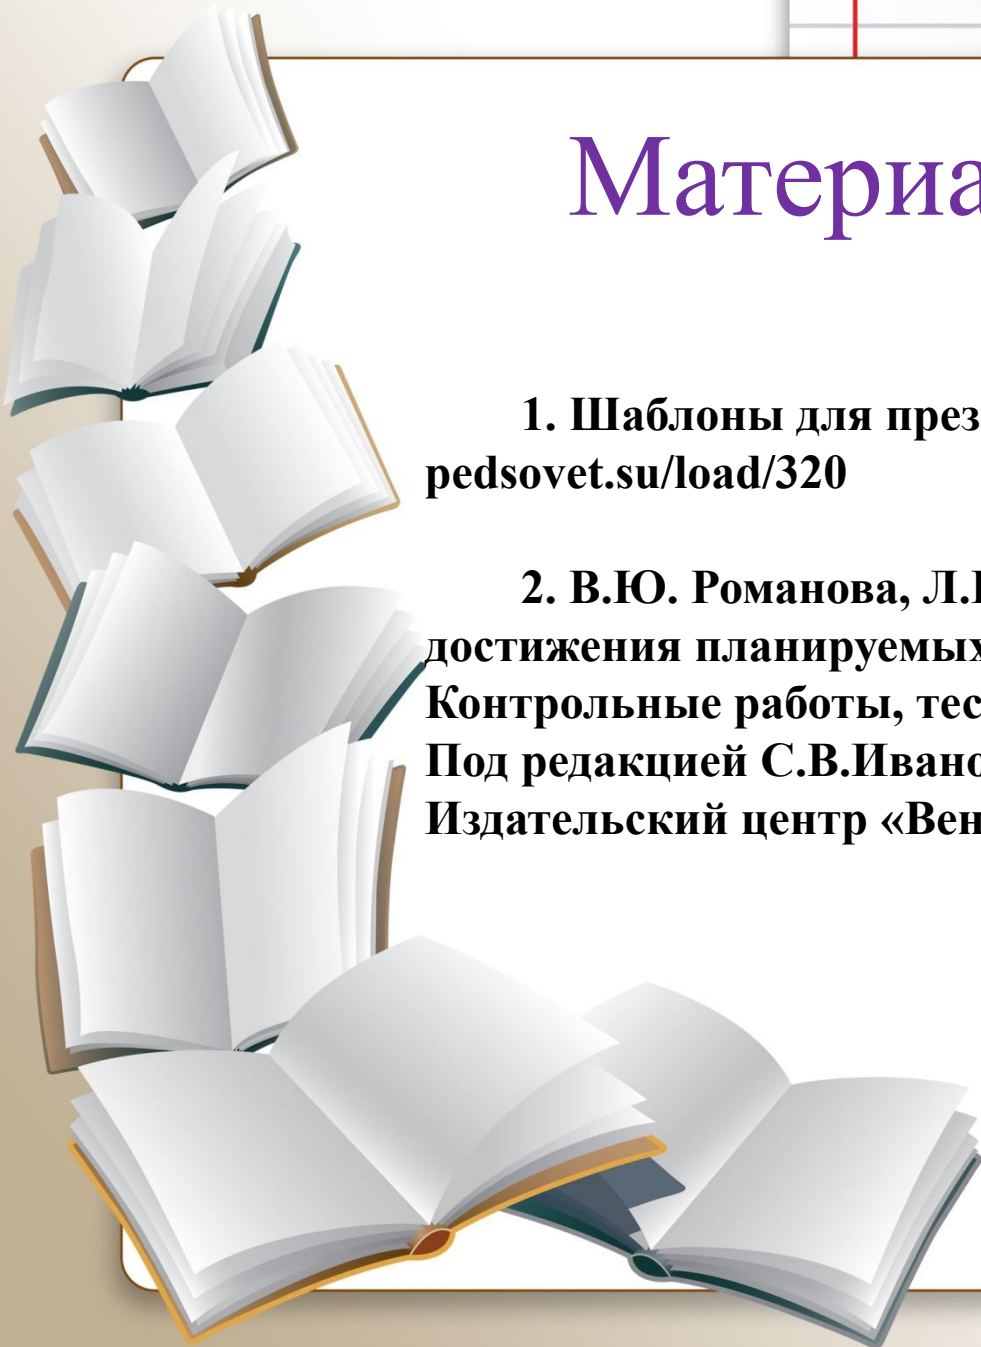 Материа
1. Шаблоны для през
pedsovet.su/load/320
2. В.Ю. Романова, Л.
достижения планируемых
Контрольные работы, тес
Под редакцией С.В.Ивано
Издательский центр «Вен